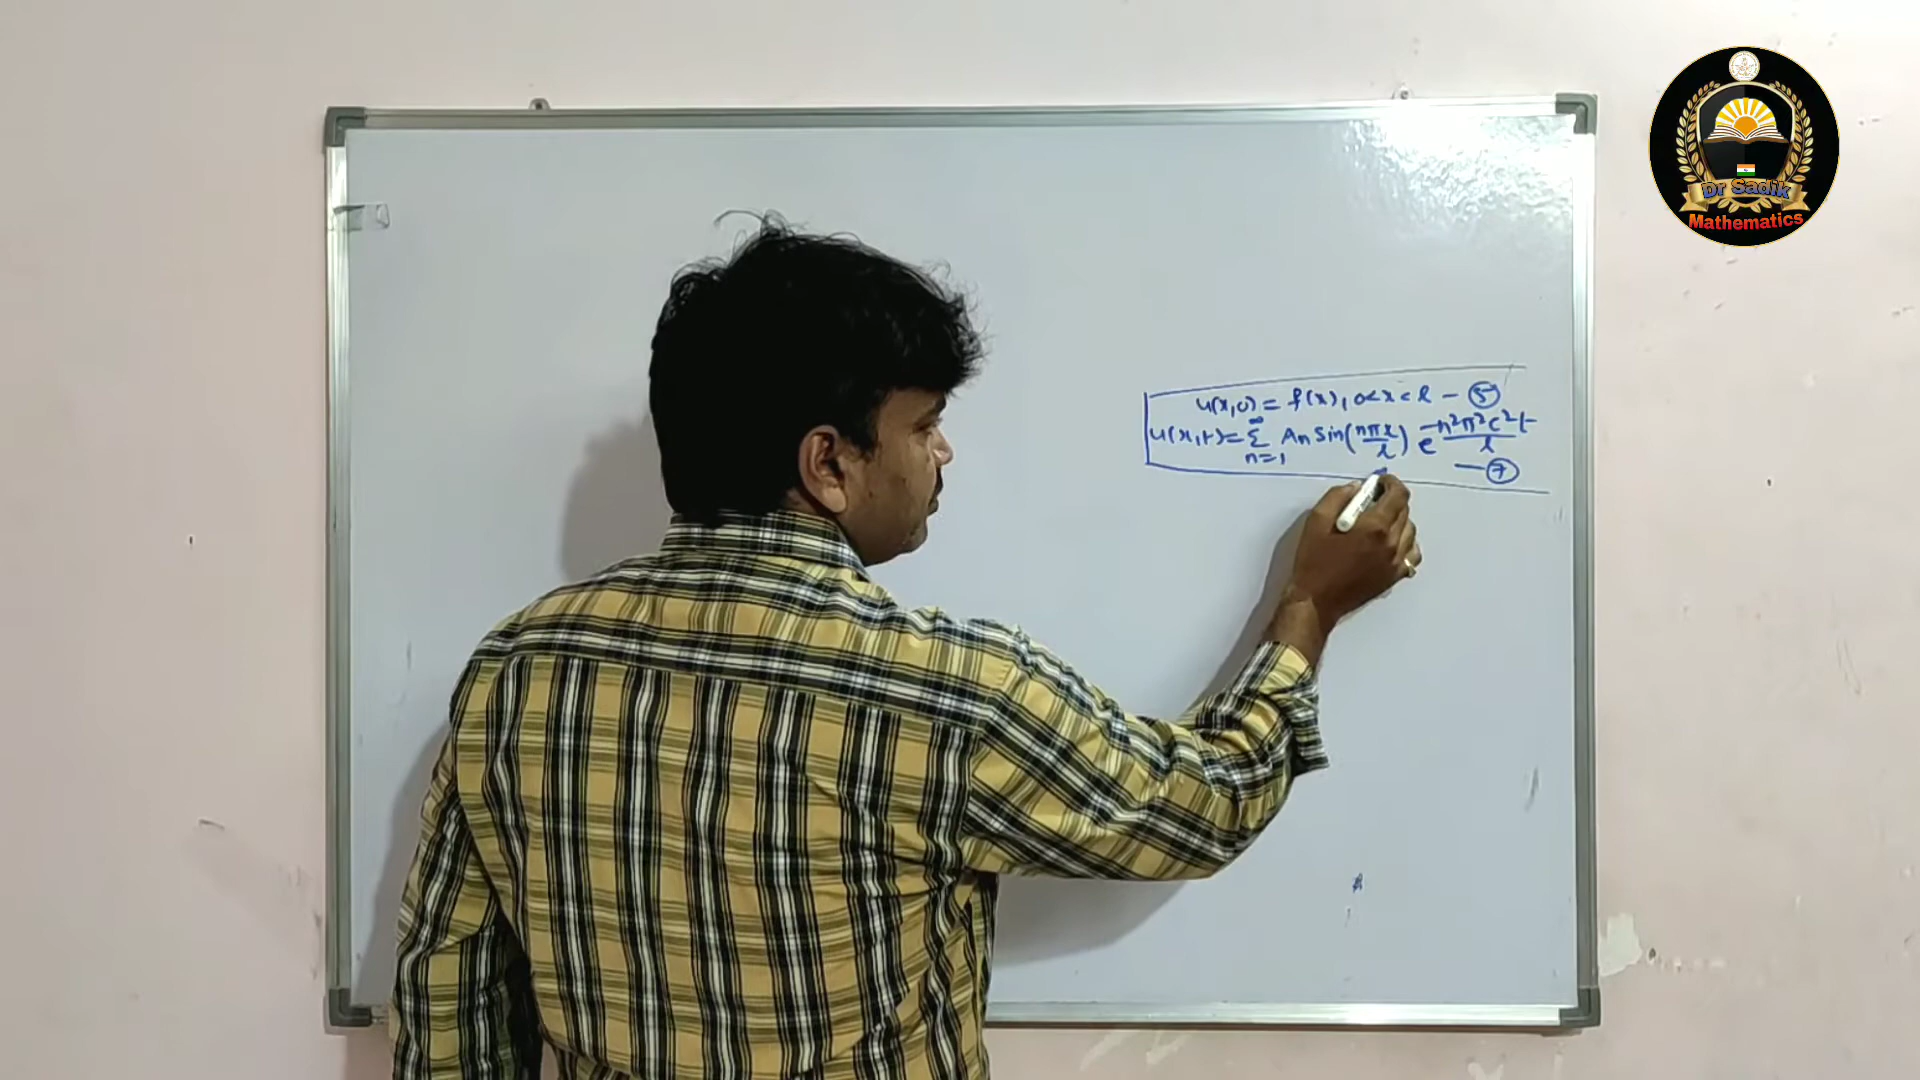 u(x,0) = f(x), 0<x<l — ⑤
u(x,t) = ∞∑n=1 An Sin(nπx/l) e^(-n²π²c²t/l)
— ⑦
Dr Sadik
Mathematics